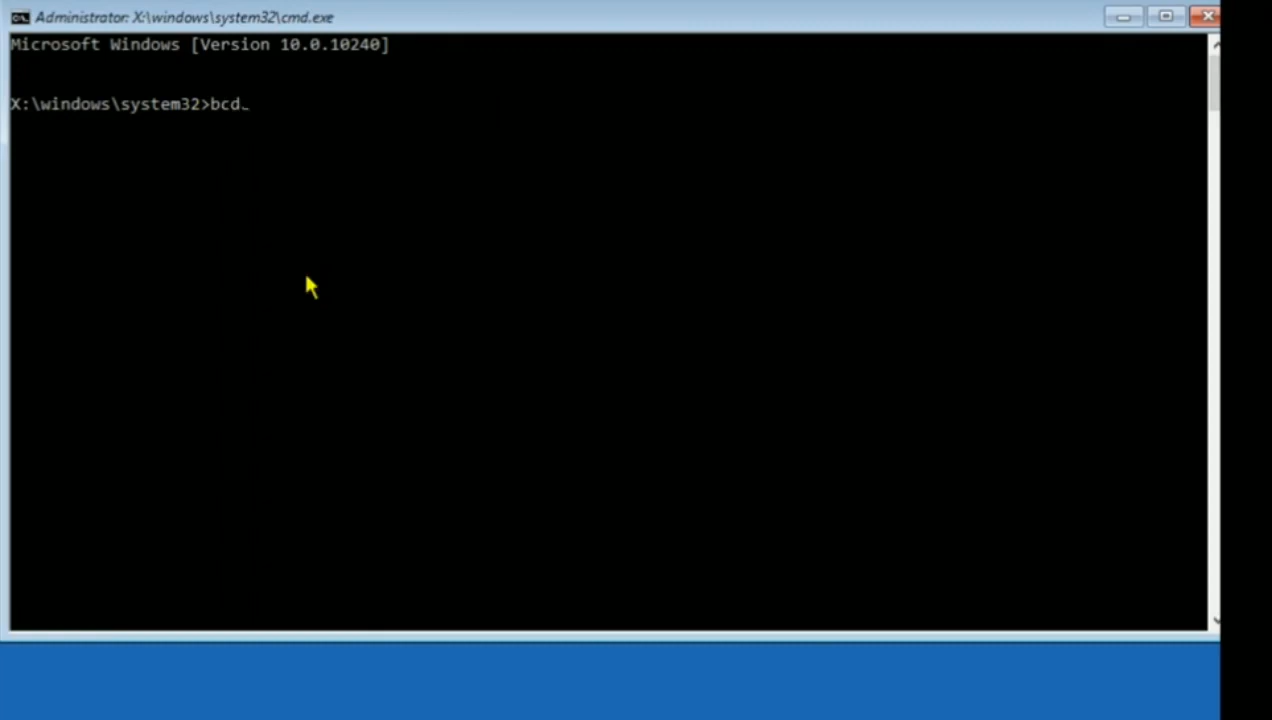 Administrator: X:\windows\system32\cmd.exe
Microsoft Windows [Version 10.0.10240]
X:\windows\system32>bcd_